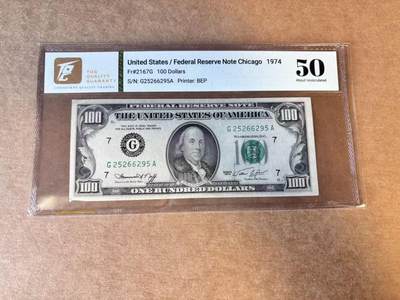 United States / Federal Reserve Note Chicago 1974
Fr#2167G 100 Dollars
S/N: G25266295A Printer: BEP
50
About Uncirculated
TQG
QUALITY
GUARANTY
FEDERAL RESERVE NOTE
THE UNITED STATES OF AMERICA
100
100
7
G 25266295 A
G
WASHINGTON, D.C.
7
G 25266295 A
7
7
100
ONE HUNDRED DOLLARS
100